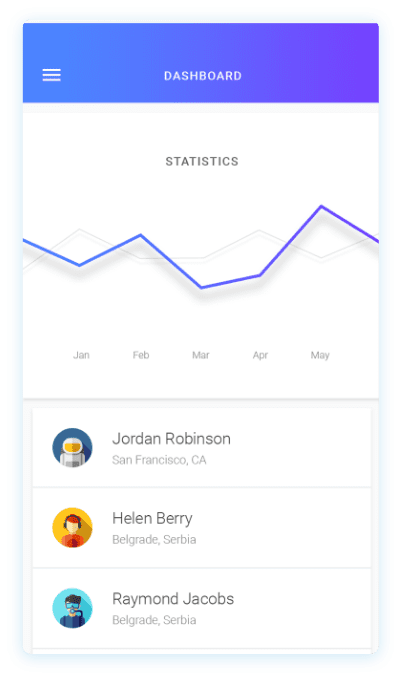 DASHBOARD
STATISTICS
Jan Feb Mar Apr May
Jordan Robinson
San Francisco, CA
Helen Berry
Belgrade, Serbia
Raymond Jacobs
Belgrade, Serbia